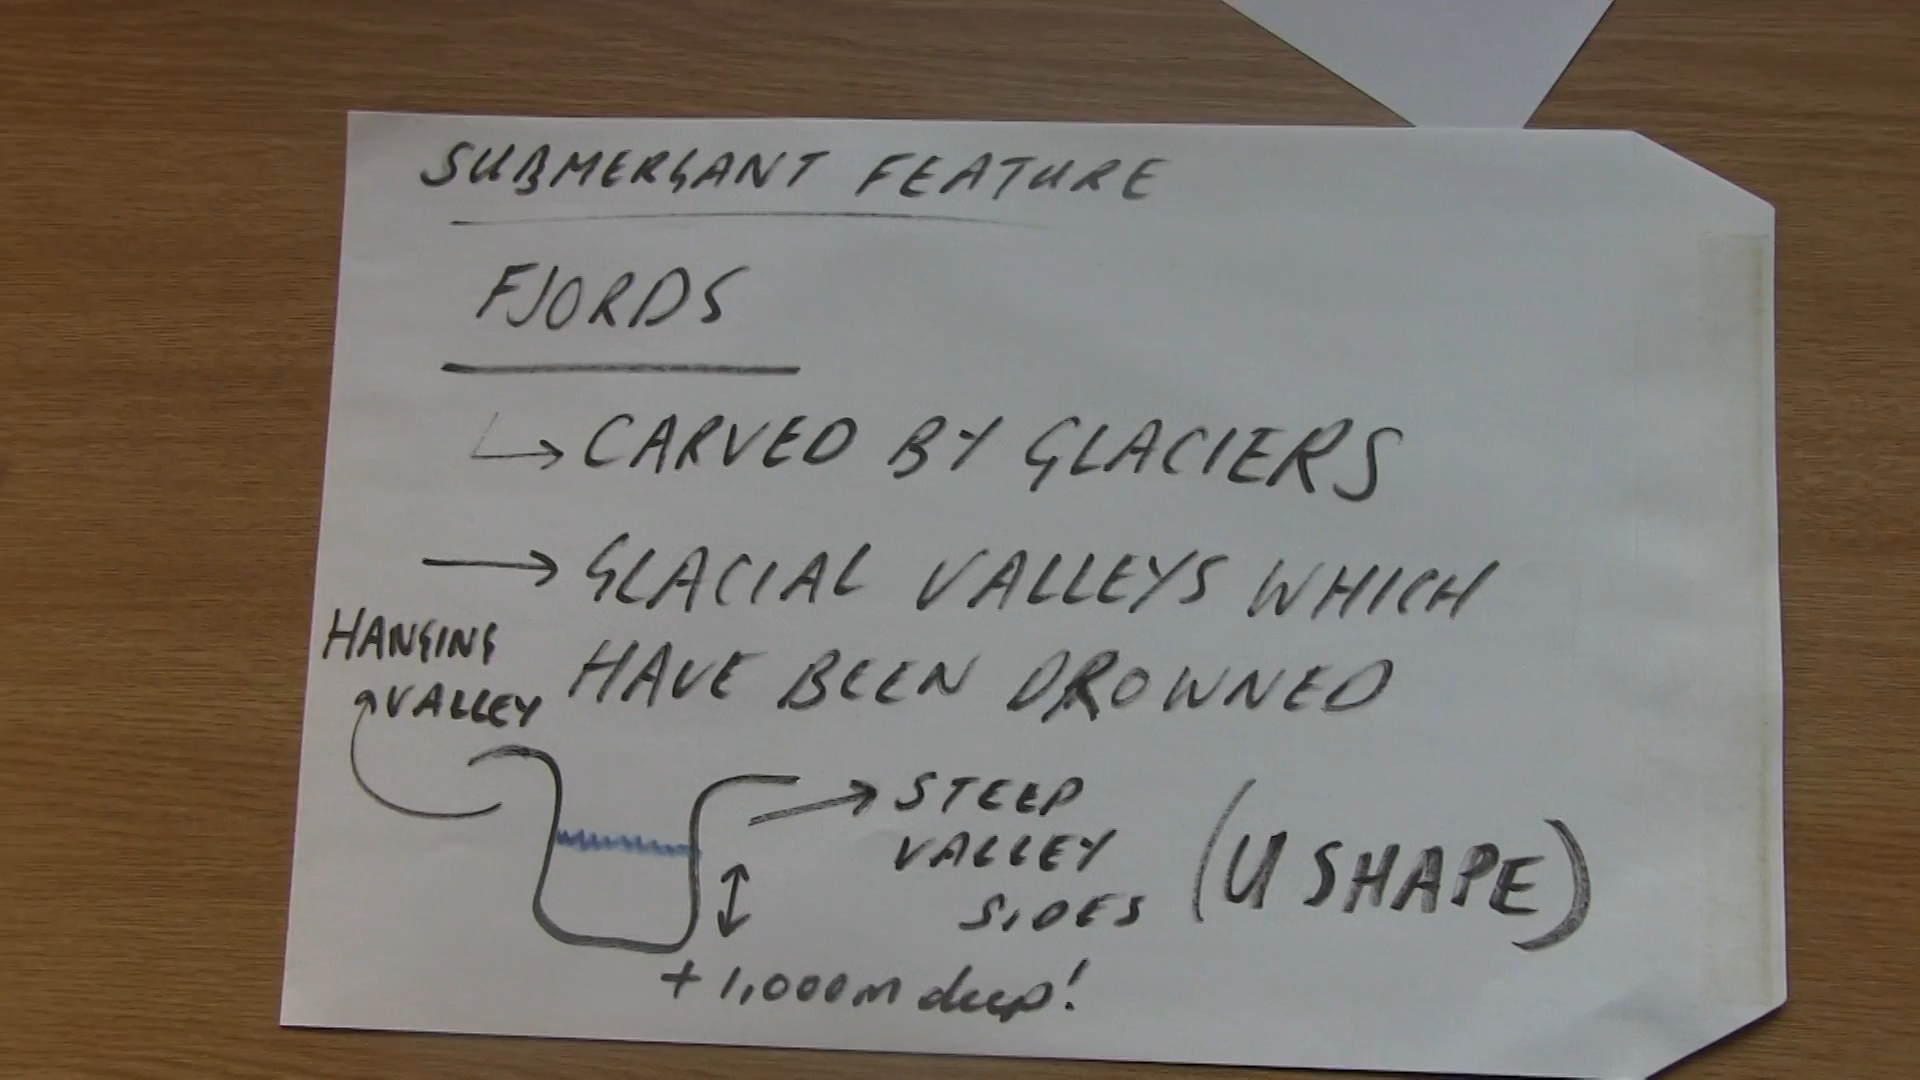 SUBMERGANT FEATURE
FJORDS
CARVED BY GLACIERS
GLACIAL VALLEYS WHICH
HAVE BEEN DROWNED
HANGING
VALLEY
STEEP
VALLEY
SIDES
(U SHAPE)
+ 1,000m deep!